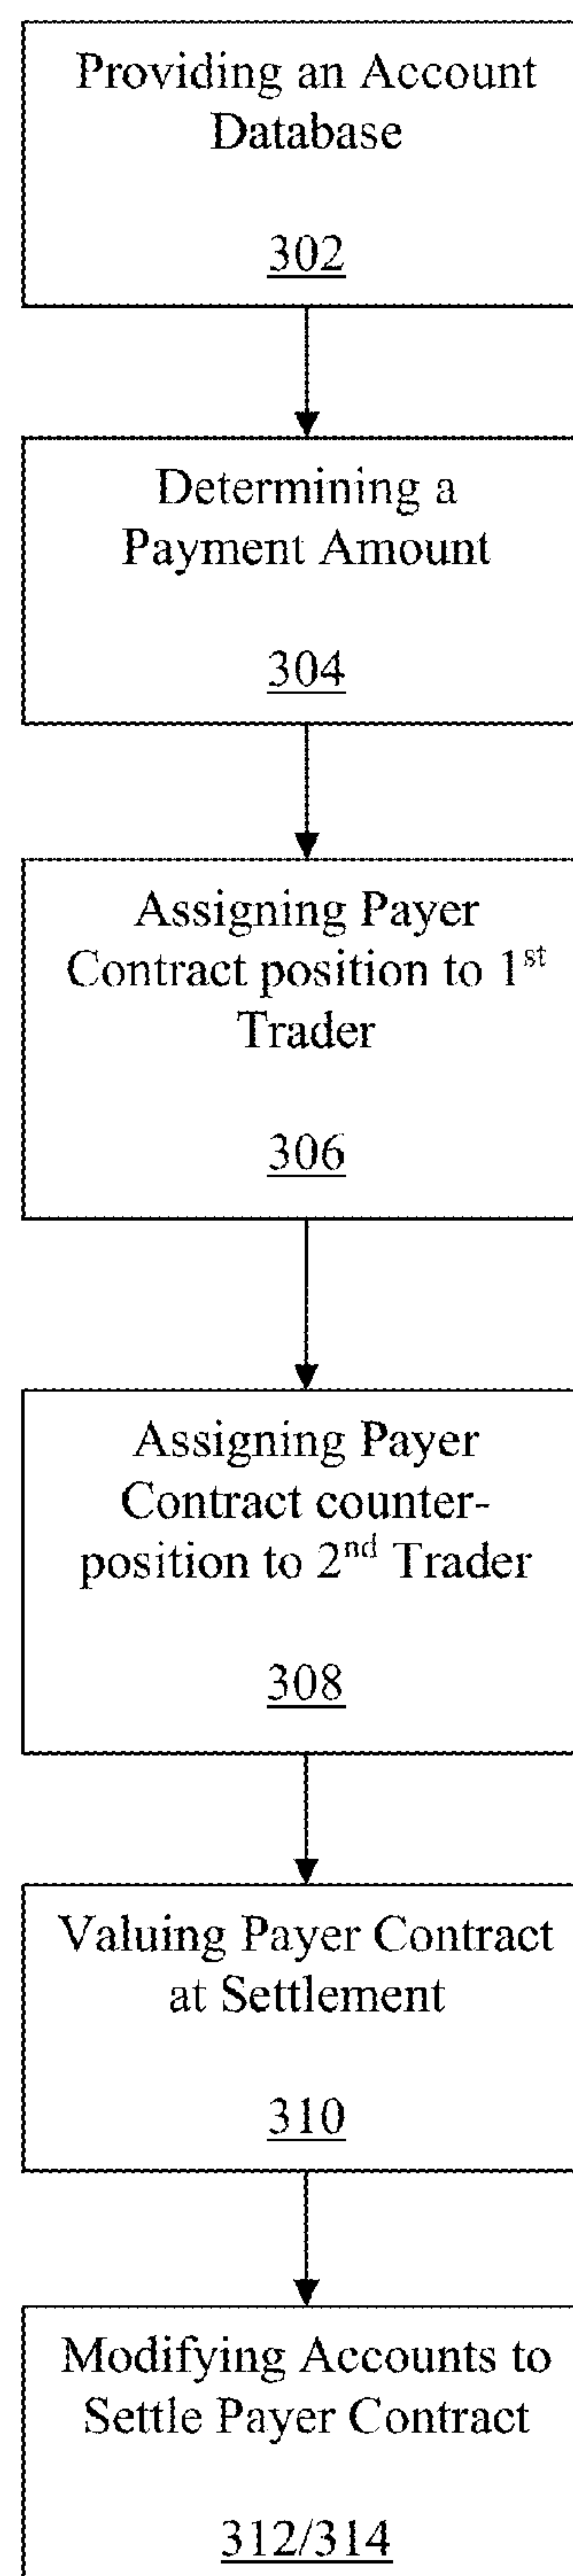 Providing an Account
Database
302
Determining a
Payment Amount
304
Assigning Payer
Contract position to 1st
Trader
306
Assigning Payer
Contract counter-
position to 2nd Trader
308
Valuing Payer Contract
at Settlement
310
Modifying Accounts to
Settle Payer Contract
312/314